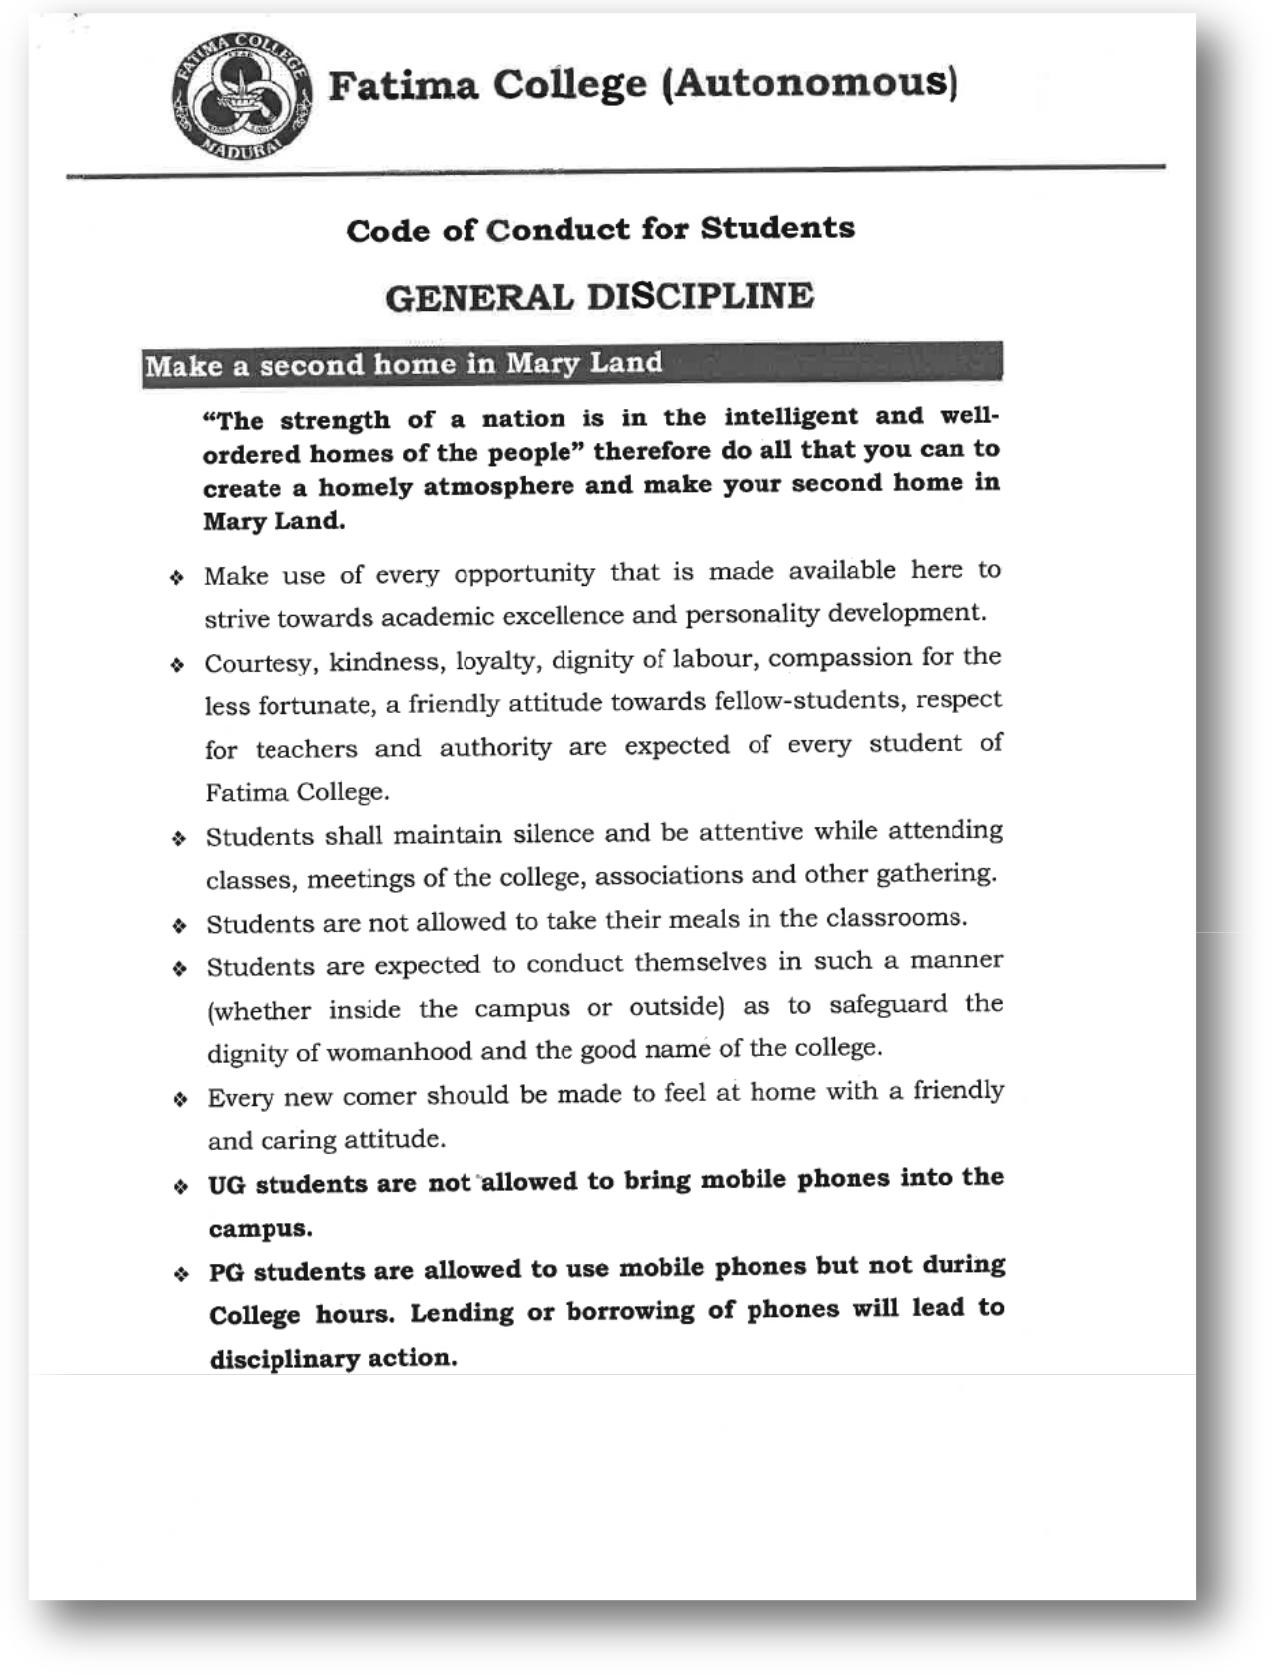 FATIMA COLLEGE
MADURAI
Fatima College (Autonomous)
Code of Conduct for Students
GENERAL DISCIPLINE
Make a second home in Mary Land
“The strength of a nation is in the intelligent and well-
ordered homes of the people” therefore do all that you can to
create a homely atmosphere and make your second home in
Mary Land.
❖ Make use of every opportunity that is made available here to
strive towards academic excellence and personality development.
❖ Courtesy, kindness, loyalty, dignity of labour, compassion for the
less fortunate, a friendly attitude towards fellow-students, respect
for teachers and authority are expected of every student of
Fatima College.
❖ Students shall maintain silence and be attentive while attending
classes, meetings of the college, associations and other gathering.
❖ Students are not allowed to take their meals in the classrooms.
❖ Students are expected to conduct themselves in such a manner
(whether inside the campus or outside) as to safeguard the
dignity of womanhood and the good name of the college.
❖ Every new comer should be made to feel at home with a friendly
and caring attitude.
❖ UG students are not allowed to bring mobile phones into the
campus.
❖ PG students are allowed to use mobile phones but not during
College hours. Lending or borrowing of phones will lead to
disciplinary action.